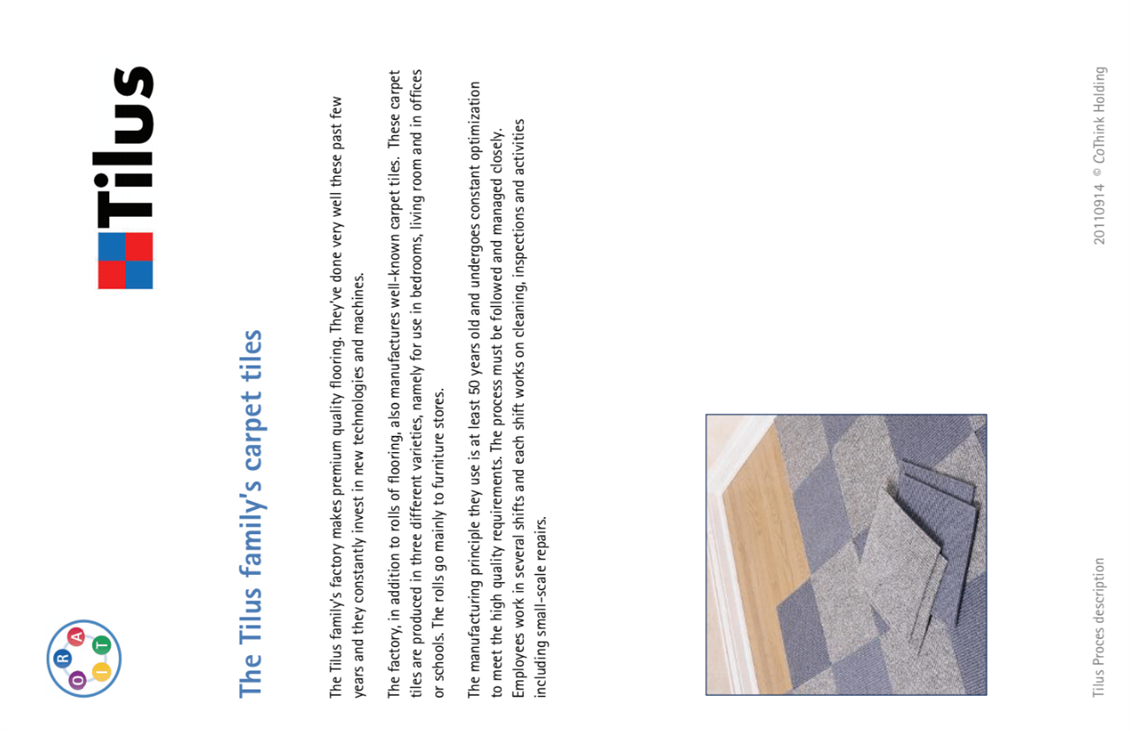 O R A T I
Tilus
The Tilus family's carpet tiles
The Tilus family's factory makes premium quality flooring. They've done very well these past few
years and they constantly invest in new technologies and machines.
The factory, in addition to rolls of flooring, also manufactures well-known carpet tiles. These carpet
tiles are produced in three different varieties, namely for use in bedrooms, living room and in offices
or schools. The rolls go mainly to furniture stores.
The manufacturing principle they use is at least 50 years old and undergoes constant optimization
to meet the high quality requirements. The process must be followed and managed closely.
Employees work in several shifts and each shift works on cleaning, inspections and activities
including small-scale repairs.
Tilus Proces description
20110914 © CoThink Holding